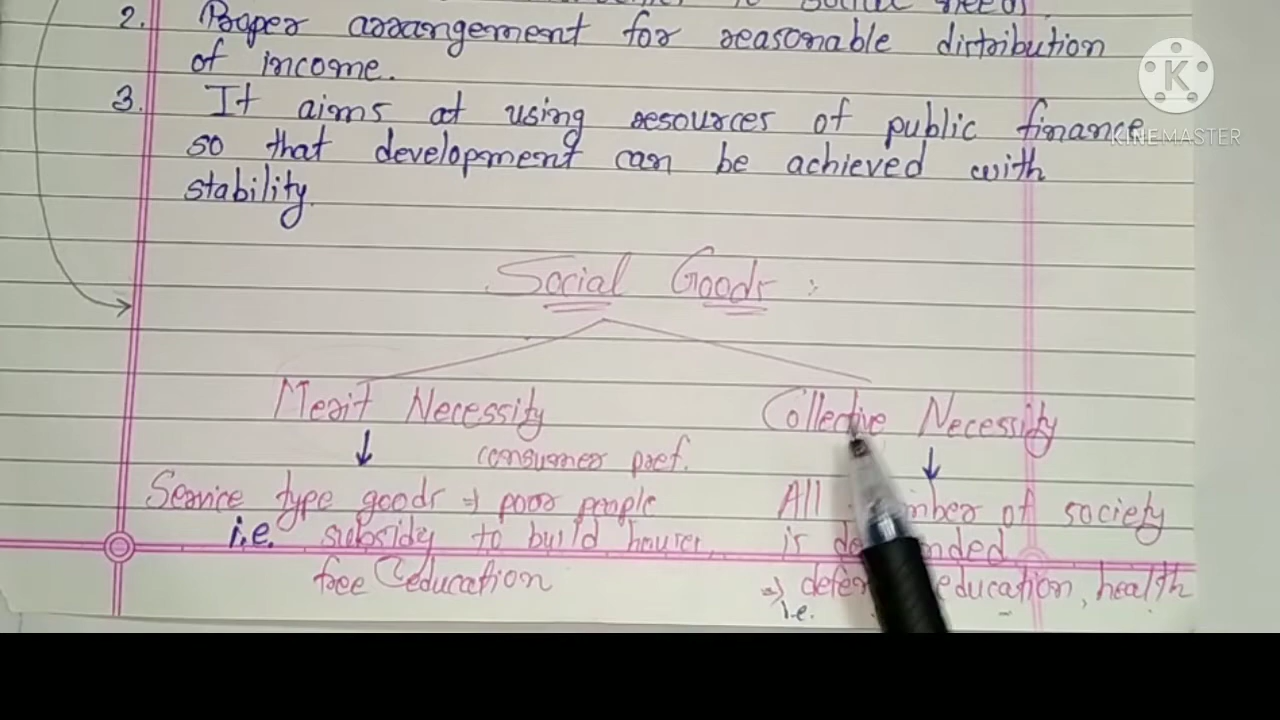 social needs.
2. Proper arrangement for reasonable distribution
of income.
3. It aims at using resources of public finance
so that development can be achieved with
stability.
Social Goods :
Merit Necessity
Collective Necessity
consumer pref.
Service type goods → poor people
i.e. subsidy to build houses
free education
All of society
is
→ education, health
i.e.
K
KINEMASTER